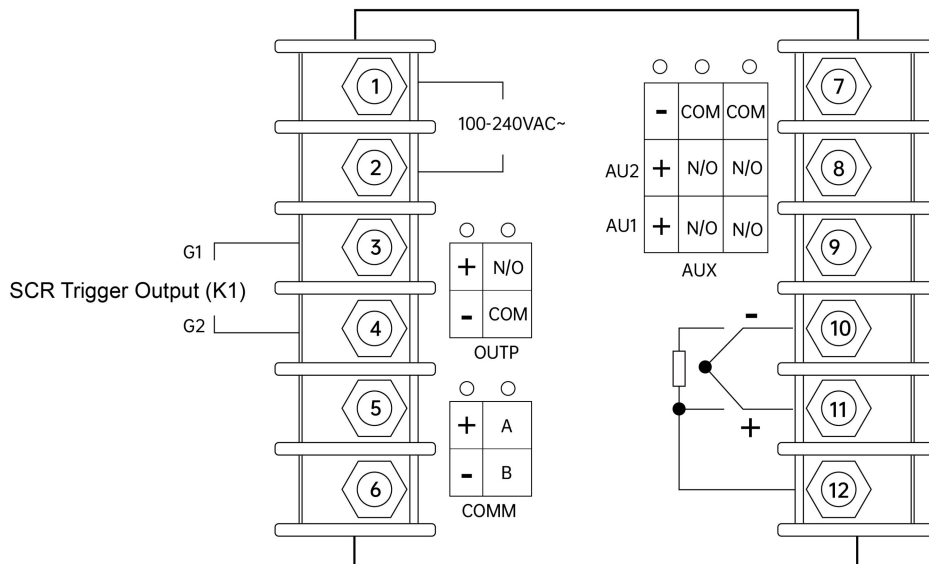 1
100-240VAC~
2
G1
3
SCR Trigger Output (K1)
G2
4
+ N/O
- COM
OUTP
5
+ A
- B
COMM
6
- COM COM
AU2 + N/O N/O
AU1 + N/O N/O
AUX
7
8
9
-
10
11
+
12